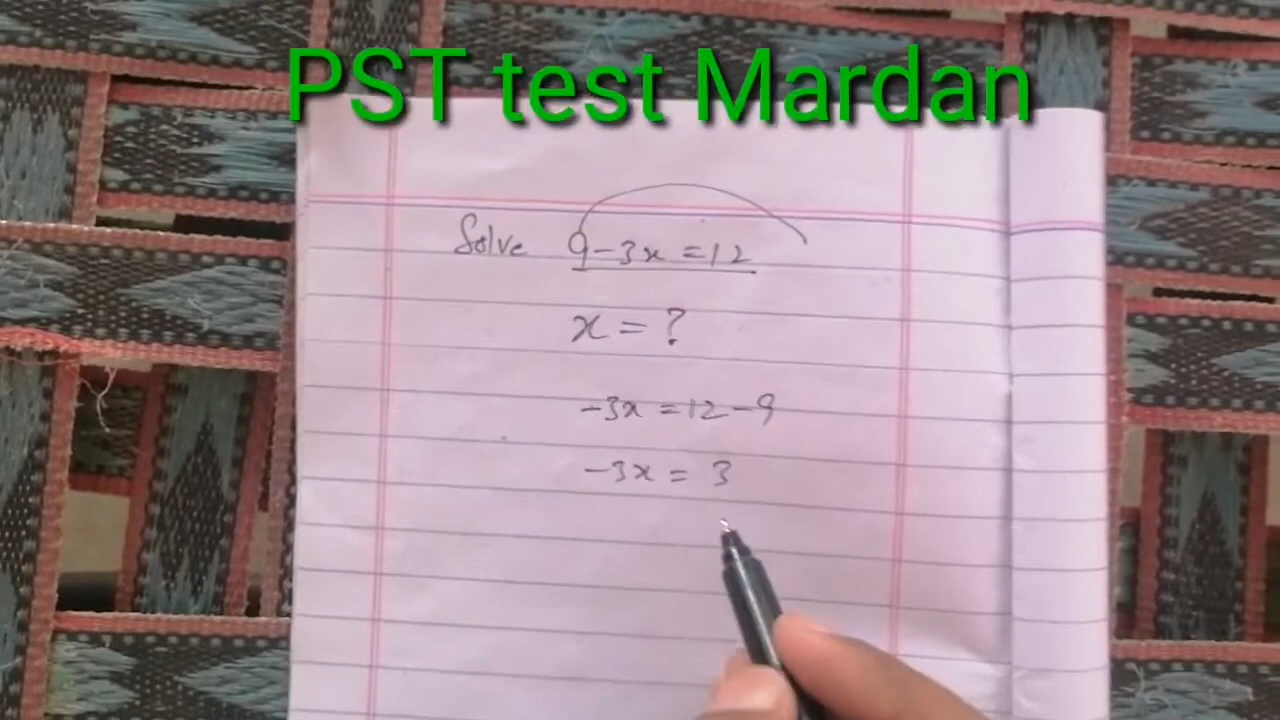 PST test Mardan
Solve 9-3x=12
x=?
-3x=12-9
-3x=3